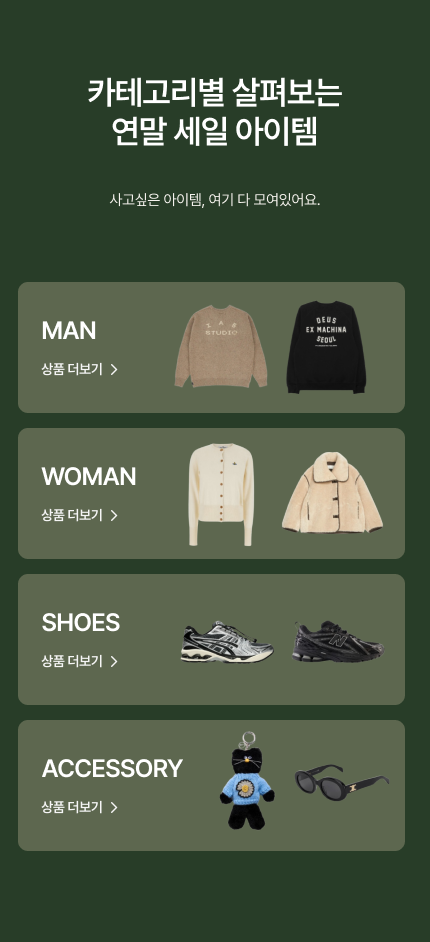 카테고리별 살펴보는
연말 세일 아이템
사고싶은 아이템, 여기 다 모여있어요.
MAN
상품 더보기 >
STUDIO
DEUS
EX MACHINA
SEOUL
WOMAN
상품 더보기 >
SHOES
상품 더보기 >
ACCESSORY
상품 더보기 >